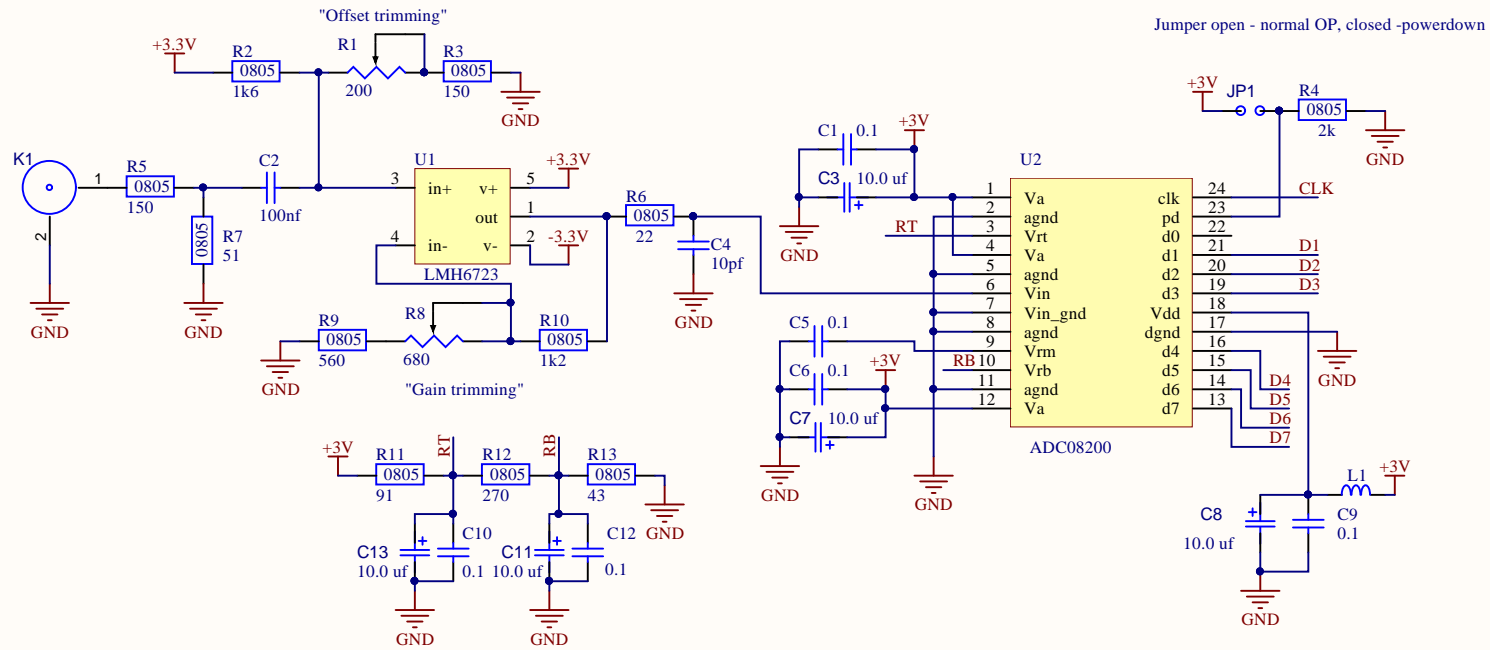 "Offset trimming"
Jumper open - normal OP, closed -powerdown
+3.3V
R2
0805
1k6
R1
200
R3
0805
150
GND
+3V
JP1
R4
0805
2k
GND
K1
1
2
GND
R5
0805
150
R7
0805
51
GND
C2
100nf
U1
3
in+
v+
5
+3.3V
out
1
4
in-
v-
2
-3.3V
LMH6723
R6
0805
22
C4
10pf
GND
R9
0805
560
GND
R8
680
R10
0805
1k2
"Gain trimming"
C1
0.1
+3V
C3
10.0 uf
+
GND
RT
U2
1
Va
clk
24
CLK
2
agnd
pd
23
3
Vrt
d0
22
4
Va
d1
21
D1
5
agnd
d2
20
D2
6
Vin
d3
19
D3
7
Vin_gnd
Vdd
18
8
agnd
dgnd
17
GND
9
Vrm
d4
16
D4
RB
10
Vrb
d5
15
D5
11
agnd
d6
14
D6
12
Va
d7
13
D7
ADC08200
C5
0.1
C6
0.1
+3V
C7
10.0 uf
+
GND
GND
+3V
R11
0805
91
RT
R12
0805
270
RB
R13
0805
43
GND
C13
+
10.0 uf
C10
0.1
GND
C11
+
10.0 uf
C12
0.1
GND
L1
+3V
C8
+
10.0 uf
C9
0.1
GND